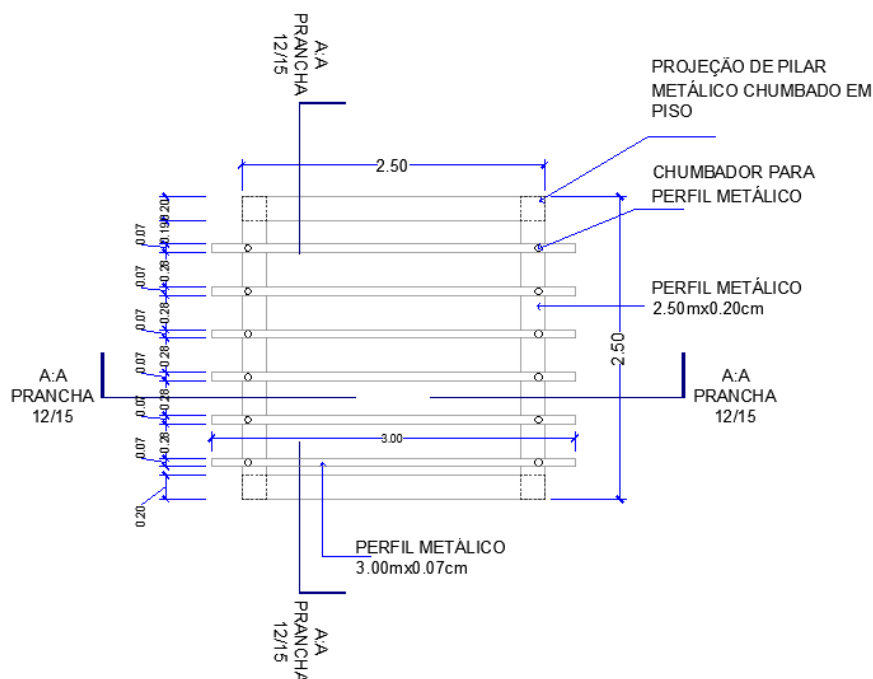 A:A
PRANCHA
12/15
PROJEÇÃO DE PILAR
METÁLICO CHUMBADO EM
PISO
2.50
CHUMBADOR PARA
PERFIL METÁLICO
0.20
0.19
0.07
0.28
0.07
0.28
0.07
0.28
0.07
0.28
0.07
0.28
0.07
0.20
PERFIL METÁLICO
2.50mx0.20cm
2.50
A:A
PRANCHA
12/15
A:A
PRANCHA
12/15
3.00
PERFIL METÁLICO
3.00mx0.07cm
A:A
PRANCHA
12/15